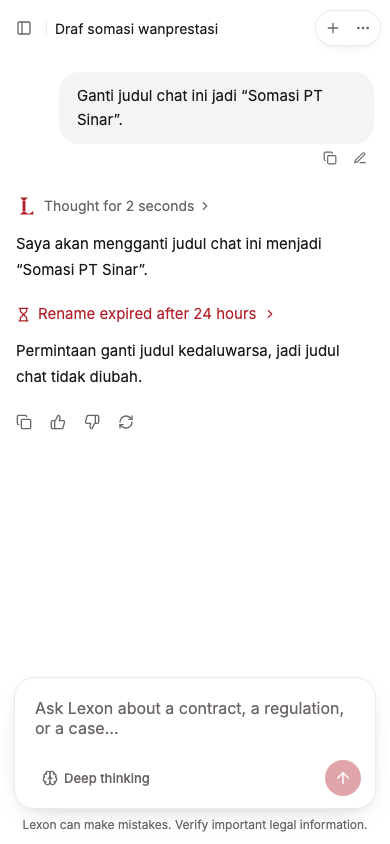 Draf somasi wanprestasi
Ganti judul chat ini jadi “Somasi PT
Sinar”.
Thought for 2 seconds
Saya akan mengganti judul chat ini menjadi
“Somasi PT Sinar”.
Rename expired after 24 hours
Permintaan ganti judul kedaluwarsa, jadi judul
chat tidak diubah.
Ask Lexon about a contract, a regulation,
or a case...
Deep thinking
Lexon can make mistakes. Verify important legal information.